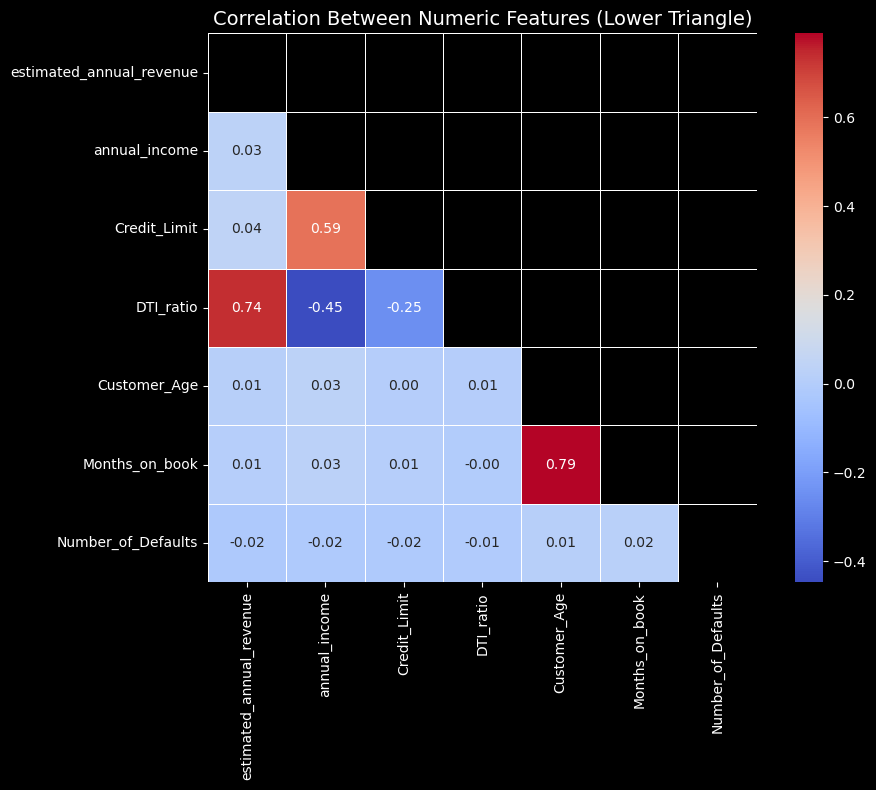 Correlation Between Numeric Features (Lower Triangle)
estimated_annual_revenue
annual_income 0.03
Credit_Limit 0.04 0.59
DTI_ratio 0.74 -0.45 -0.25
Customer_Age 0.01 0.03 0.00 0.01
Months_on_book 0.01 0.03 0.01 -0.00 0.79
Number_of_Defaults -0.02 -0.02 -0.02 -0.01 0.01 0.02
estimated_annual_revenue
annual_income
Credit_Limit
DTI_ratio
Customer_Age
Months_on_book
Number_of_Defaults
0.6
0.4
0.2
0.0
-0.2
-0.4